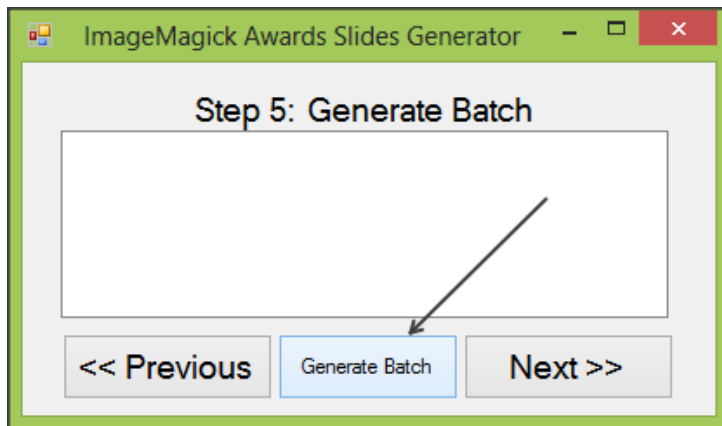 ImageMagick Awards Slides Generator
Step 5: Generate Batch
<< Previous Generate Batch Next >>